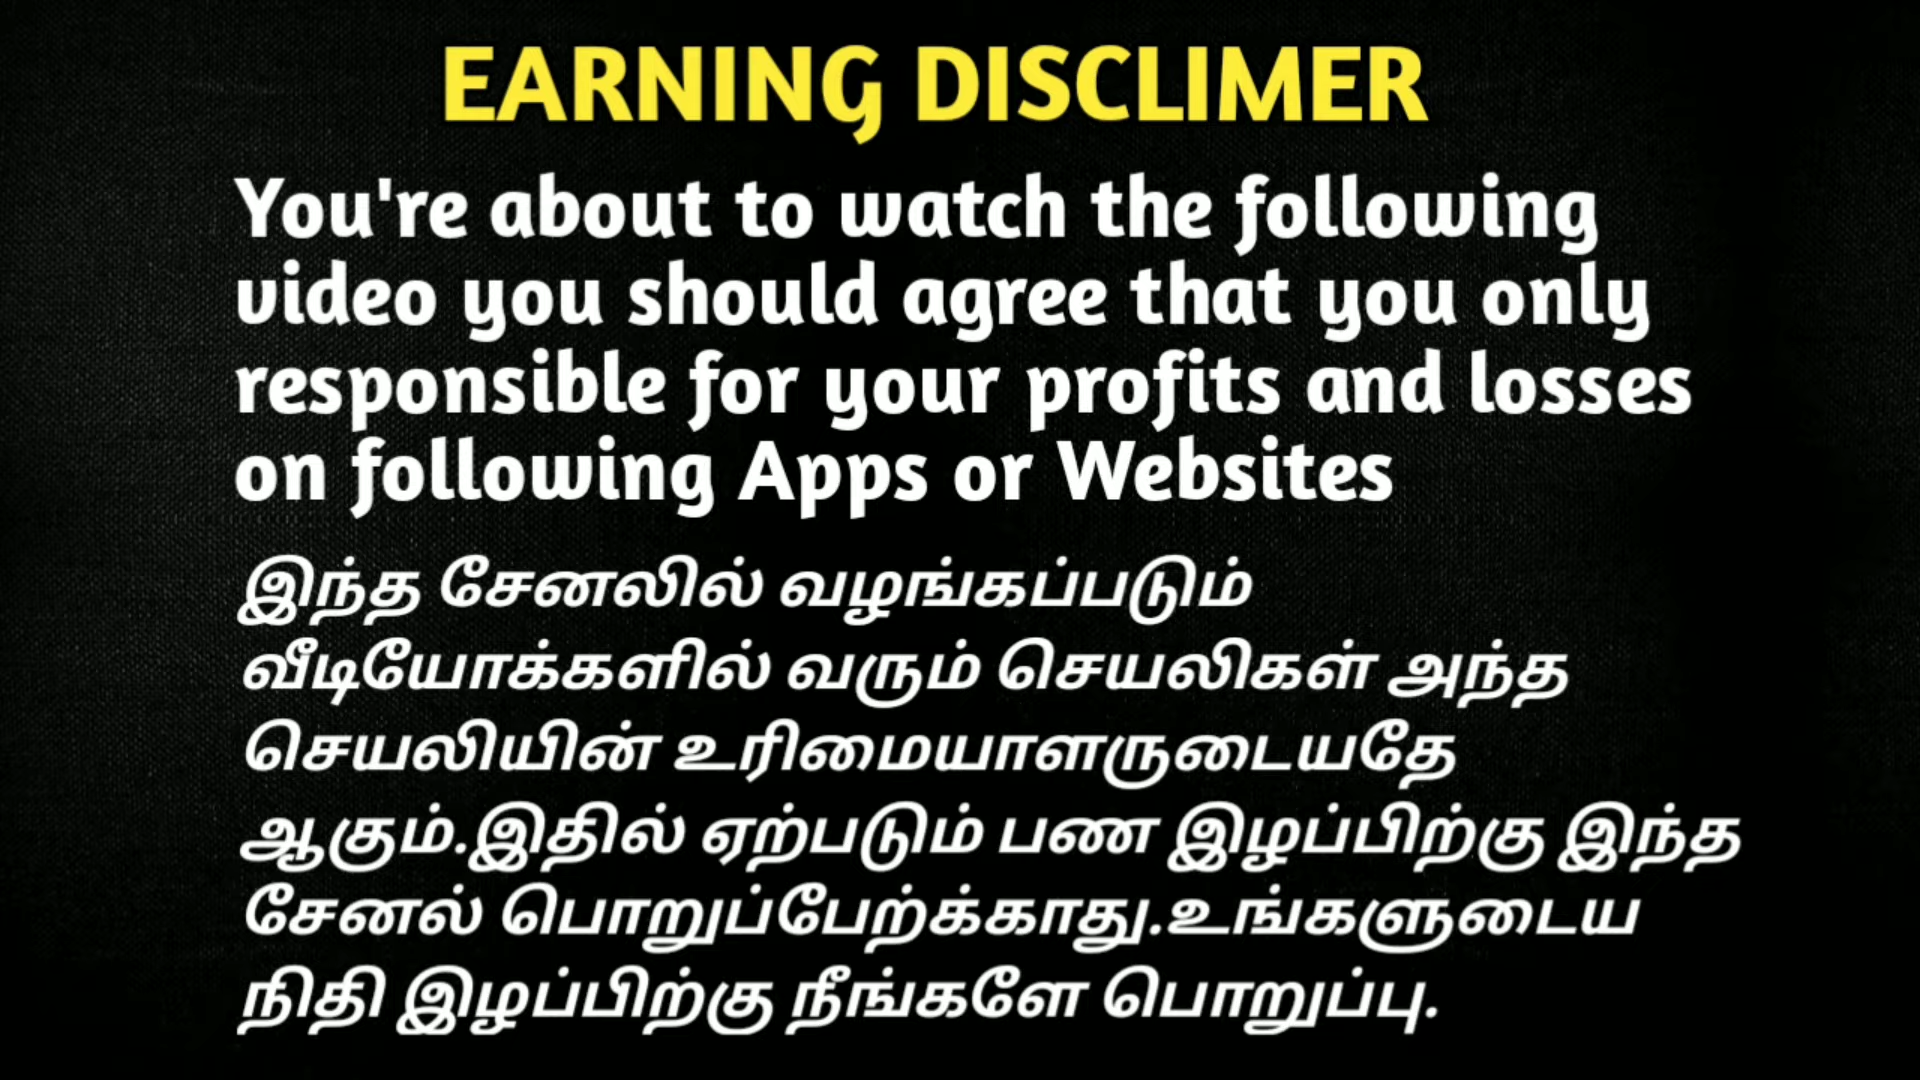 EARNING DISCLIMER
You're about to watch the following
video you should agree that you only
responsible for your profits and losses
on following Apps or Websites
இந்த சேனலில் வழங்கப்படும்
வீடியோக்களில் வரும் செயலிகள் அந்த
செயலியின் உரிமையாளருடையதே
ஆகும்.இதில் ஏற்படும் பண இழப்பிற்கு இந்த
சேனல் பொறுப்பேற்க்காது.உங்களுடைய
நிதி இழப்பிற்கு நீங்களே பொறுப்பு.